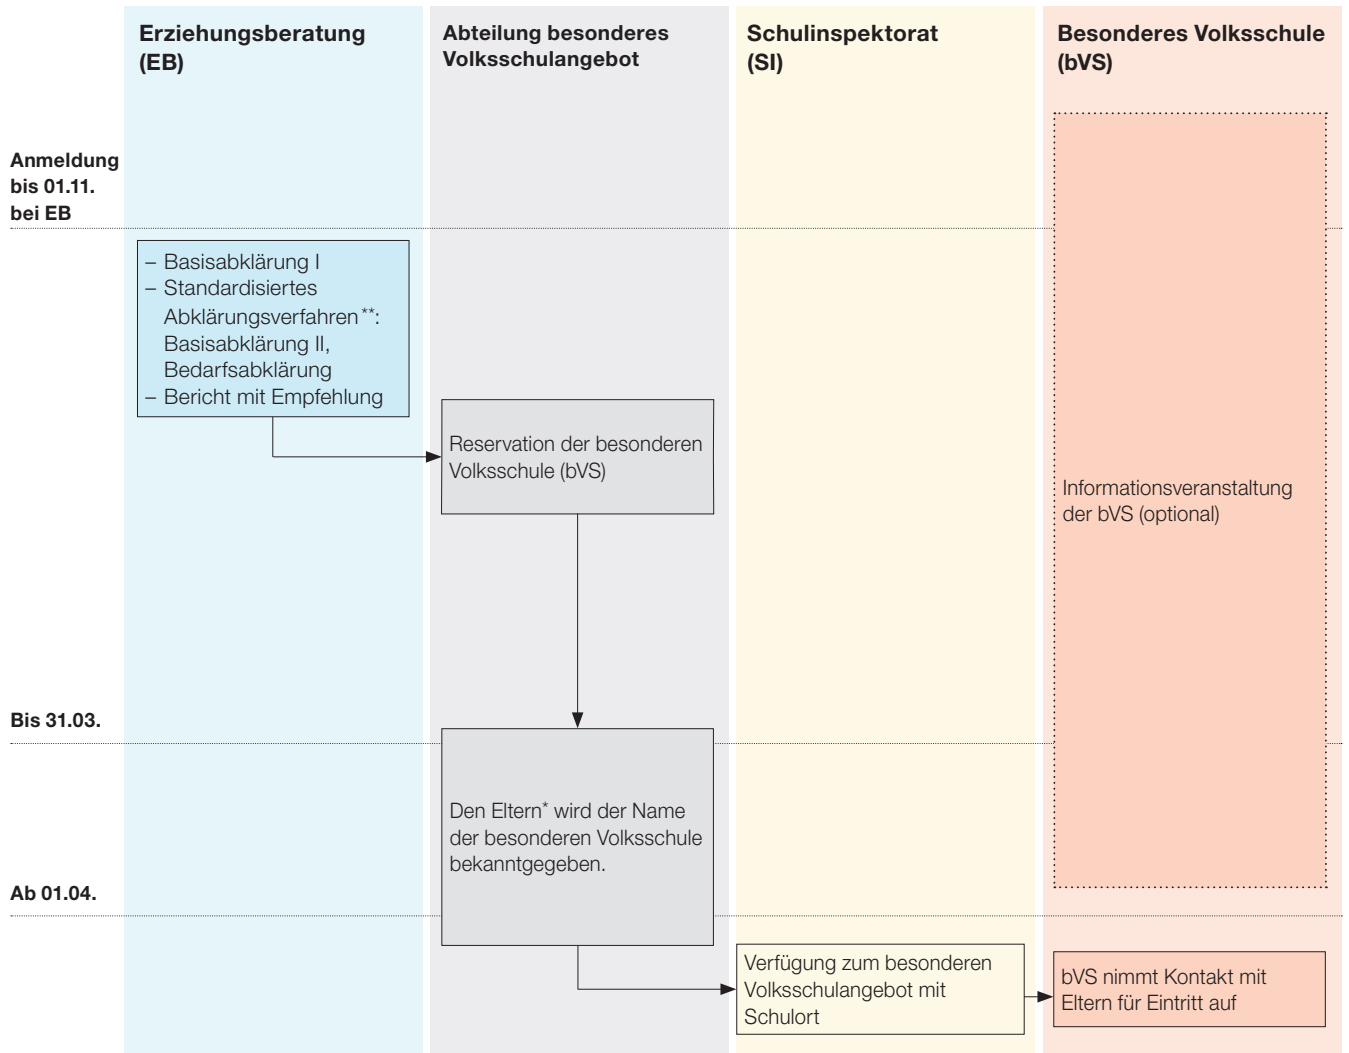 Erziehungsberatung
(EB)
Abteilung besonderes
Volksschulangebot
Schulinspektorat
(SI)
Besonderes Volksschule
(bVS)
Anmeldung
bis 01.11.
bei EB
– Basisabklärung I
– Standardisiertes
Abklärungsverfahren**:
Basisabklärung II,
Bedarfsabklärung
– Bericht mit Empfehlung
Reservation der besonderen
Volksschule (bVS)
Informationsveranstaltung
der bVS (optional)
Bis 31.03.
Den Eltern* wird der Name
der besonderen Volksschule
bekanntgegeben.
Ab 01.04.
Verfügung zum besonderen
Volksschulangebot mit
Schulort
bVS nimmt Kontakt mit
Eltern für Eintritt auf